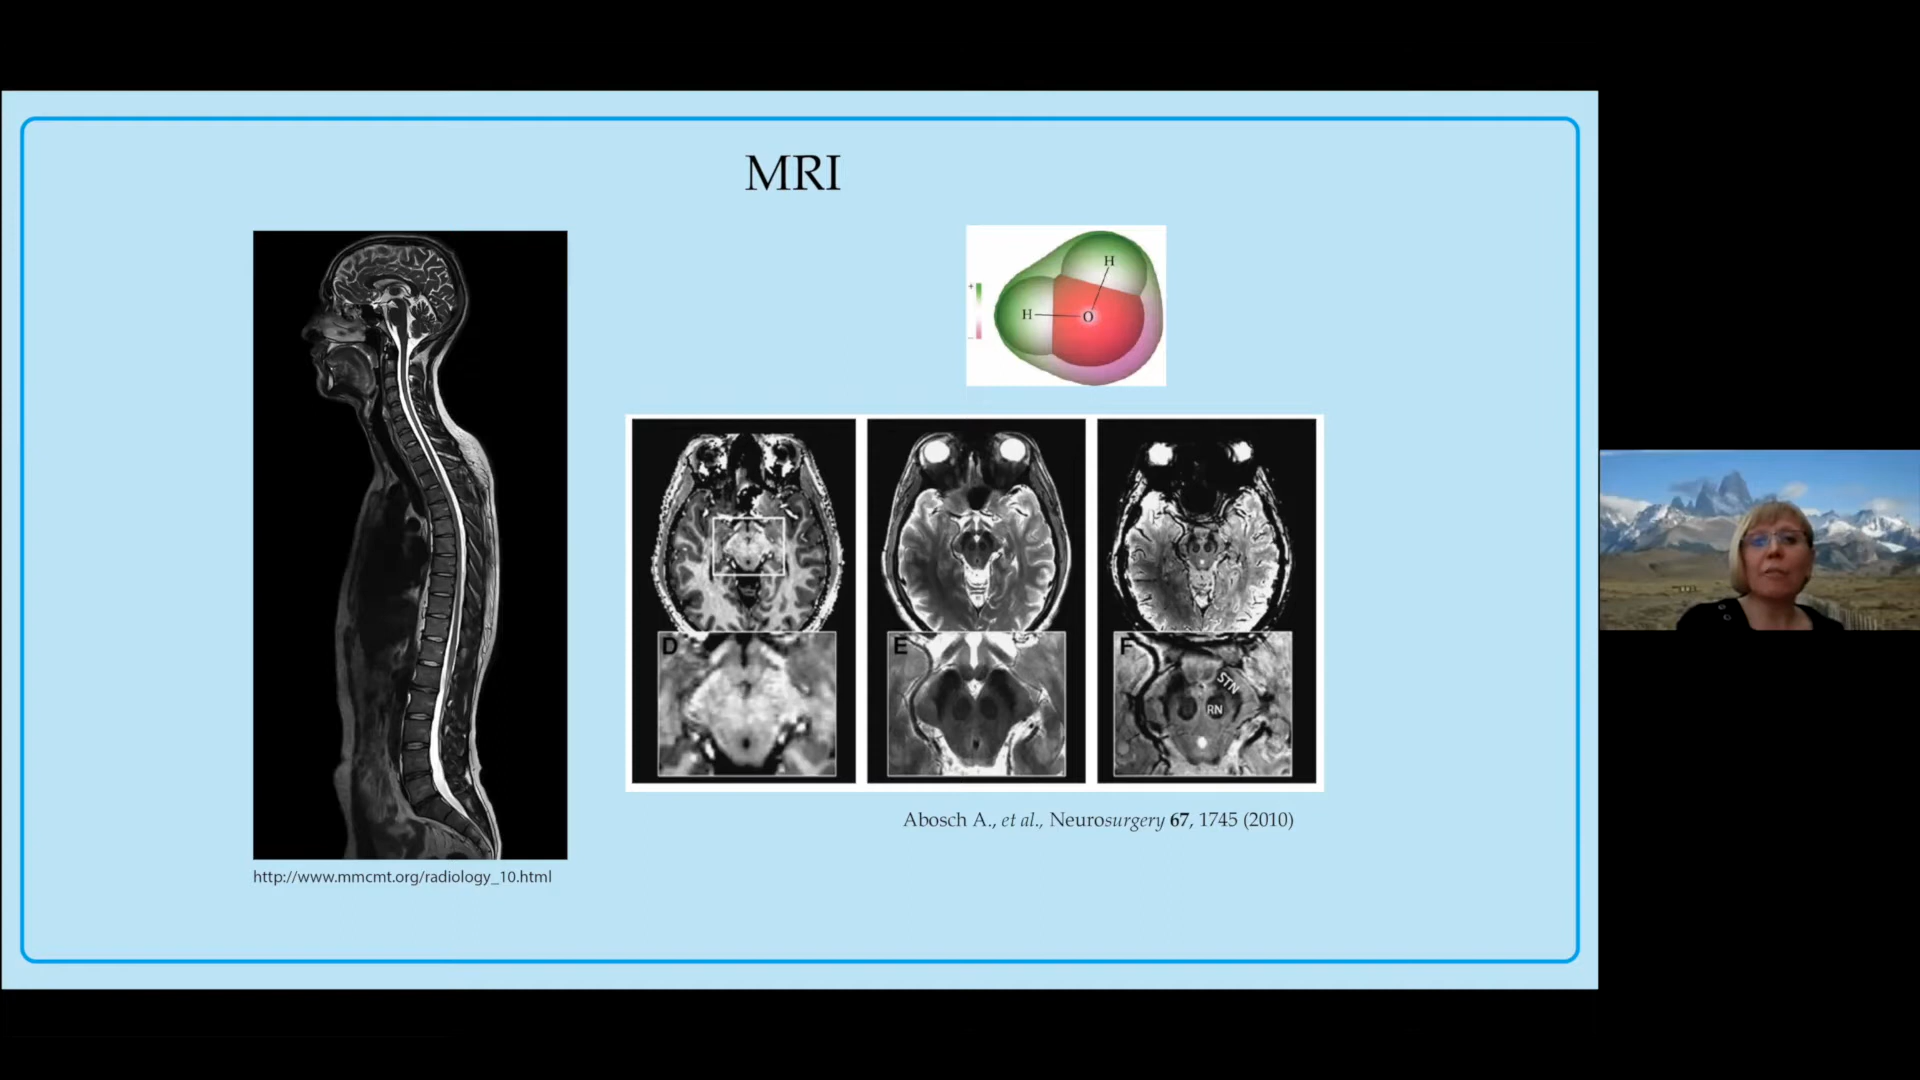 MRI
H
H
O
+
D
E
F
STN
RN
Abosch A., et al., Neurosurgery 67, 1745 (2010)
http://www.mmcmt.org/radiology_10.html